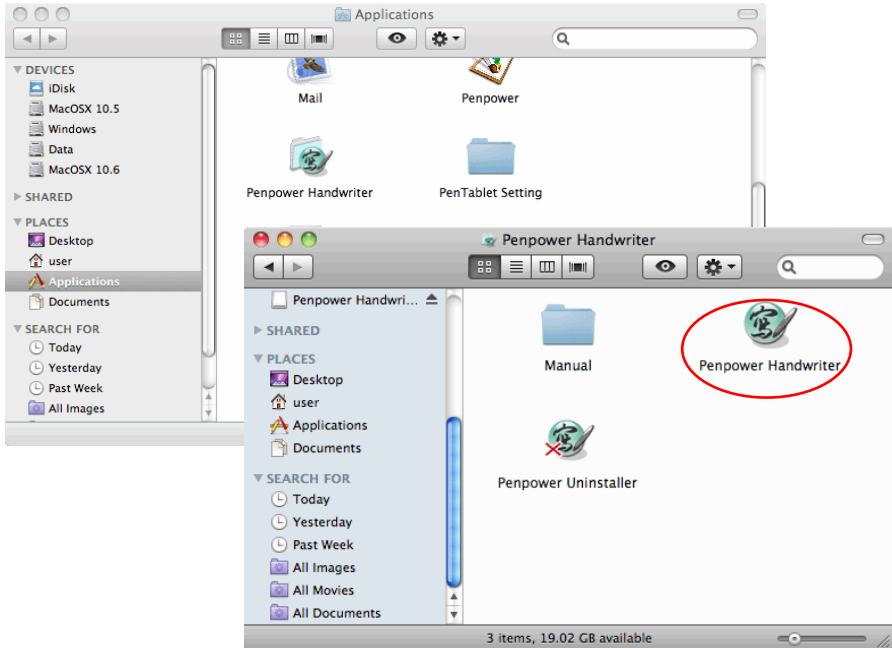 Applications
DEVICES
iDisk
MacOSX 10.5
Windows
Data
MacOSX 10.6
SHARED
PLACES
Desktop
user
Applications
Documents
SEARCH FOR
Today
Yesterday
Past Week
All Images
Mail
Penpower
Penpower Handwriter
PenTablet Setting
Penpower Handwriter
Penpower Handwri...
SHARED
PLACES
Desktop
user
Applications
Documents
SEARCH FOR
Today
Yesterday
Past Week
All Images
All Movies
All Documents
Manual
写
Penpower Handwriter
Penpower Uninstaller
3 items, 19.02 GB available